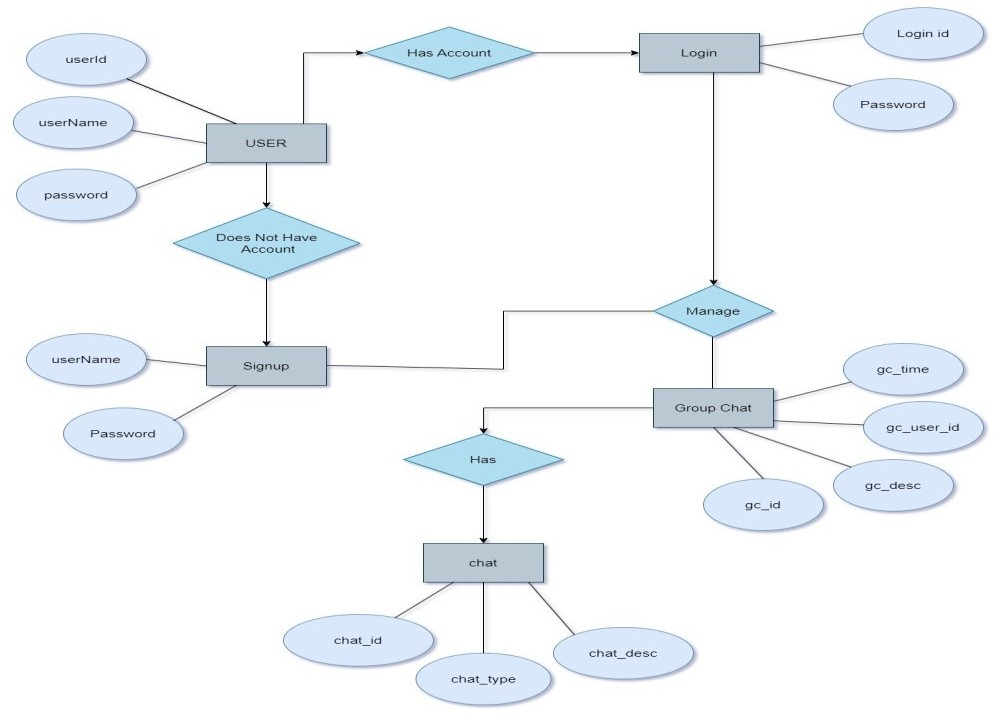 Has Account
Login
Login id
Password
userId
userName
password
USER
Does Not Have
Account
Manage
userName
Password
Signup
Group Chat
gc_time
gc_user_id
gc_desc
gc_id
Has
chat
chat_id
chat_type
chat_desc